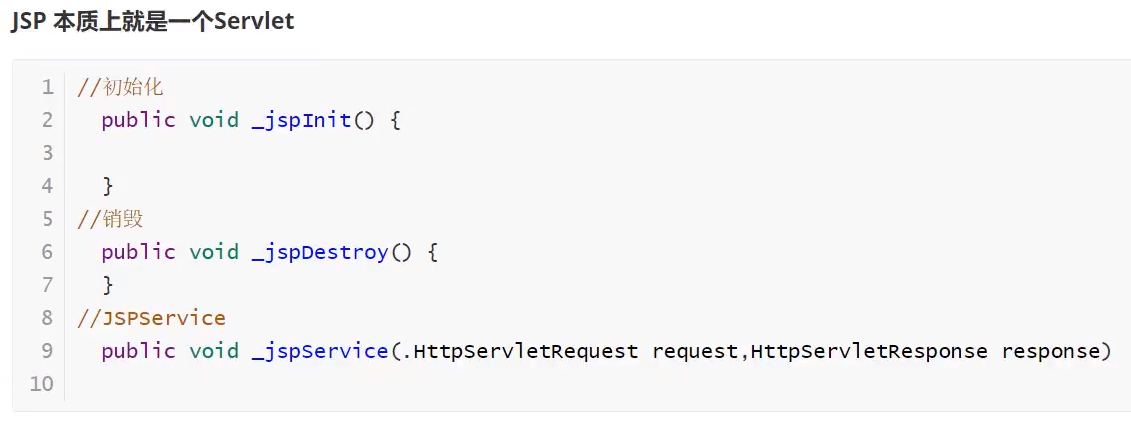 JSP 本质上就是一个Servlet
1 //初始化
2 public void _jspInit() {
3
4 }
5 //销毁
6 public void _jspDestroy() {
7 }
8 //JSPService
9 public void _jspService(.HttpServletRequest request,HttpServletResponse response)
10